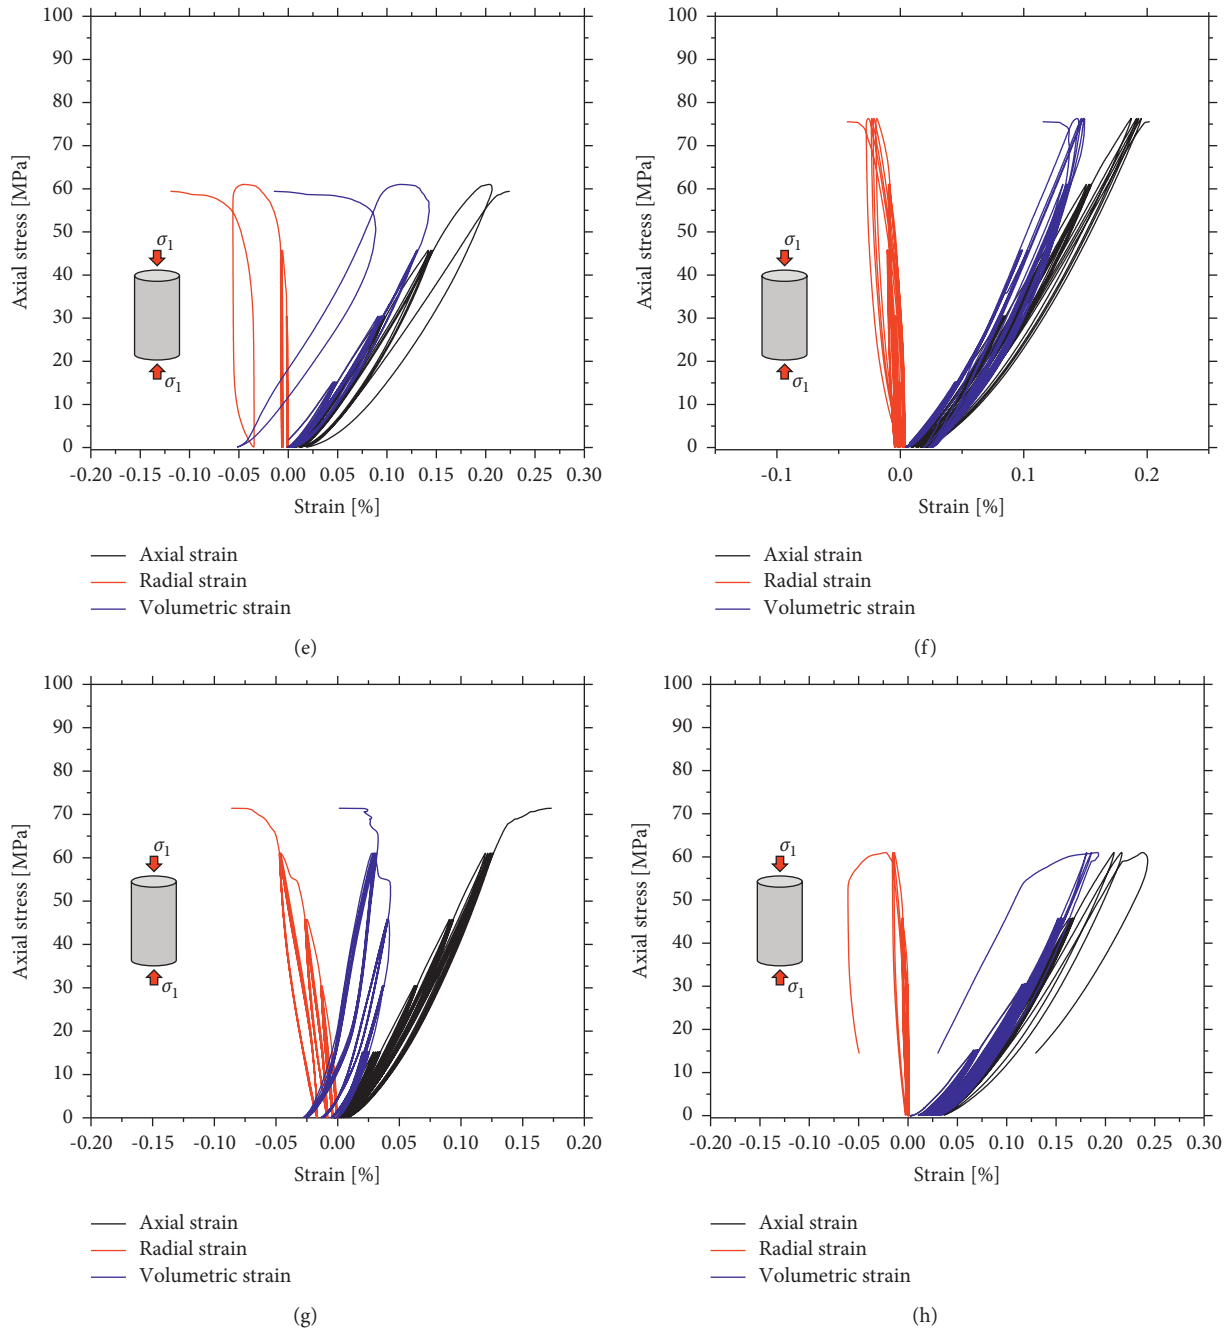 100
90
80
70
60
50
40
30
20
10
0
Axial stress [MPa]
σ1
σ1
-0.20 -0.15 -0.10 -0.05 0.00 0.05 0.10 0.15 0.20 0.25 0.30
Strain [%]
Axial strain
Radial strain
Volumetric strain
(e)
100
90
80
70
60
50
40
30
20
10
0
Axial stress [MPa]
σ1
σ1
-0.1 0.0 0.1 0.2
Strain [%]
Axial strain
Radial strain
Volumetric strain
(f)
100
90
80
70
60
50
40
30
20
10
0
Axial stress [MPa]
σ1
σ1
-0.20 -0.15 -0.10 -0.05 0.00 0.05 0.10 0.15 0.20
Strain [%]
Axial strain
Radial strain
Volumetric strain
(g)
100
90
80
70
60
50
40
30
20
10
0
Axial stress [MPa]
σ1
σ1
-0.20 -0.15 -0.10 -0.05 0.00 0.05 0.10 0.15 0.20 0.25 0.30
Strain [%]
Axial strain
Radial strain
Volumetric strain
(h)